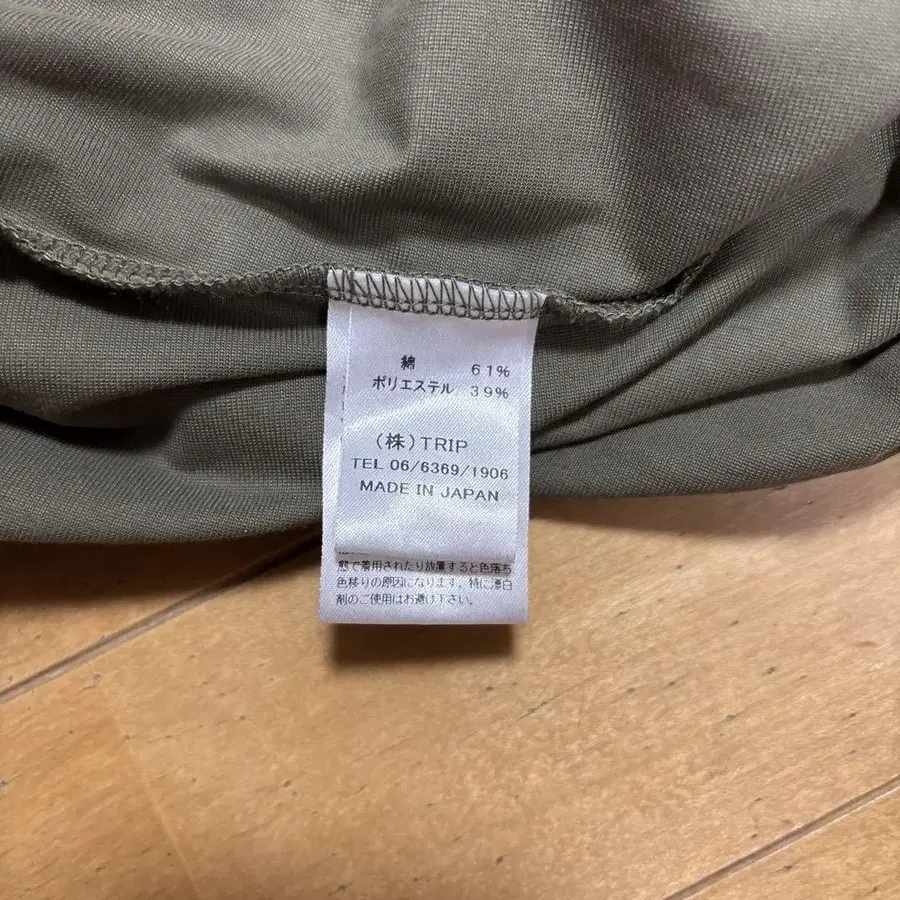 綿 61%
ポリエステル 39%
(株)TRIP
TEL 06/6369/1906
MADE IN JAPAN
態で着用されたり放置すると色落ち
色移りの原因になります。特に漂白
剤のご使用はお避け下さい。